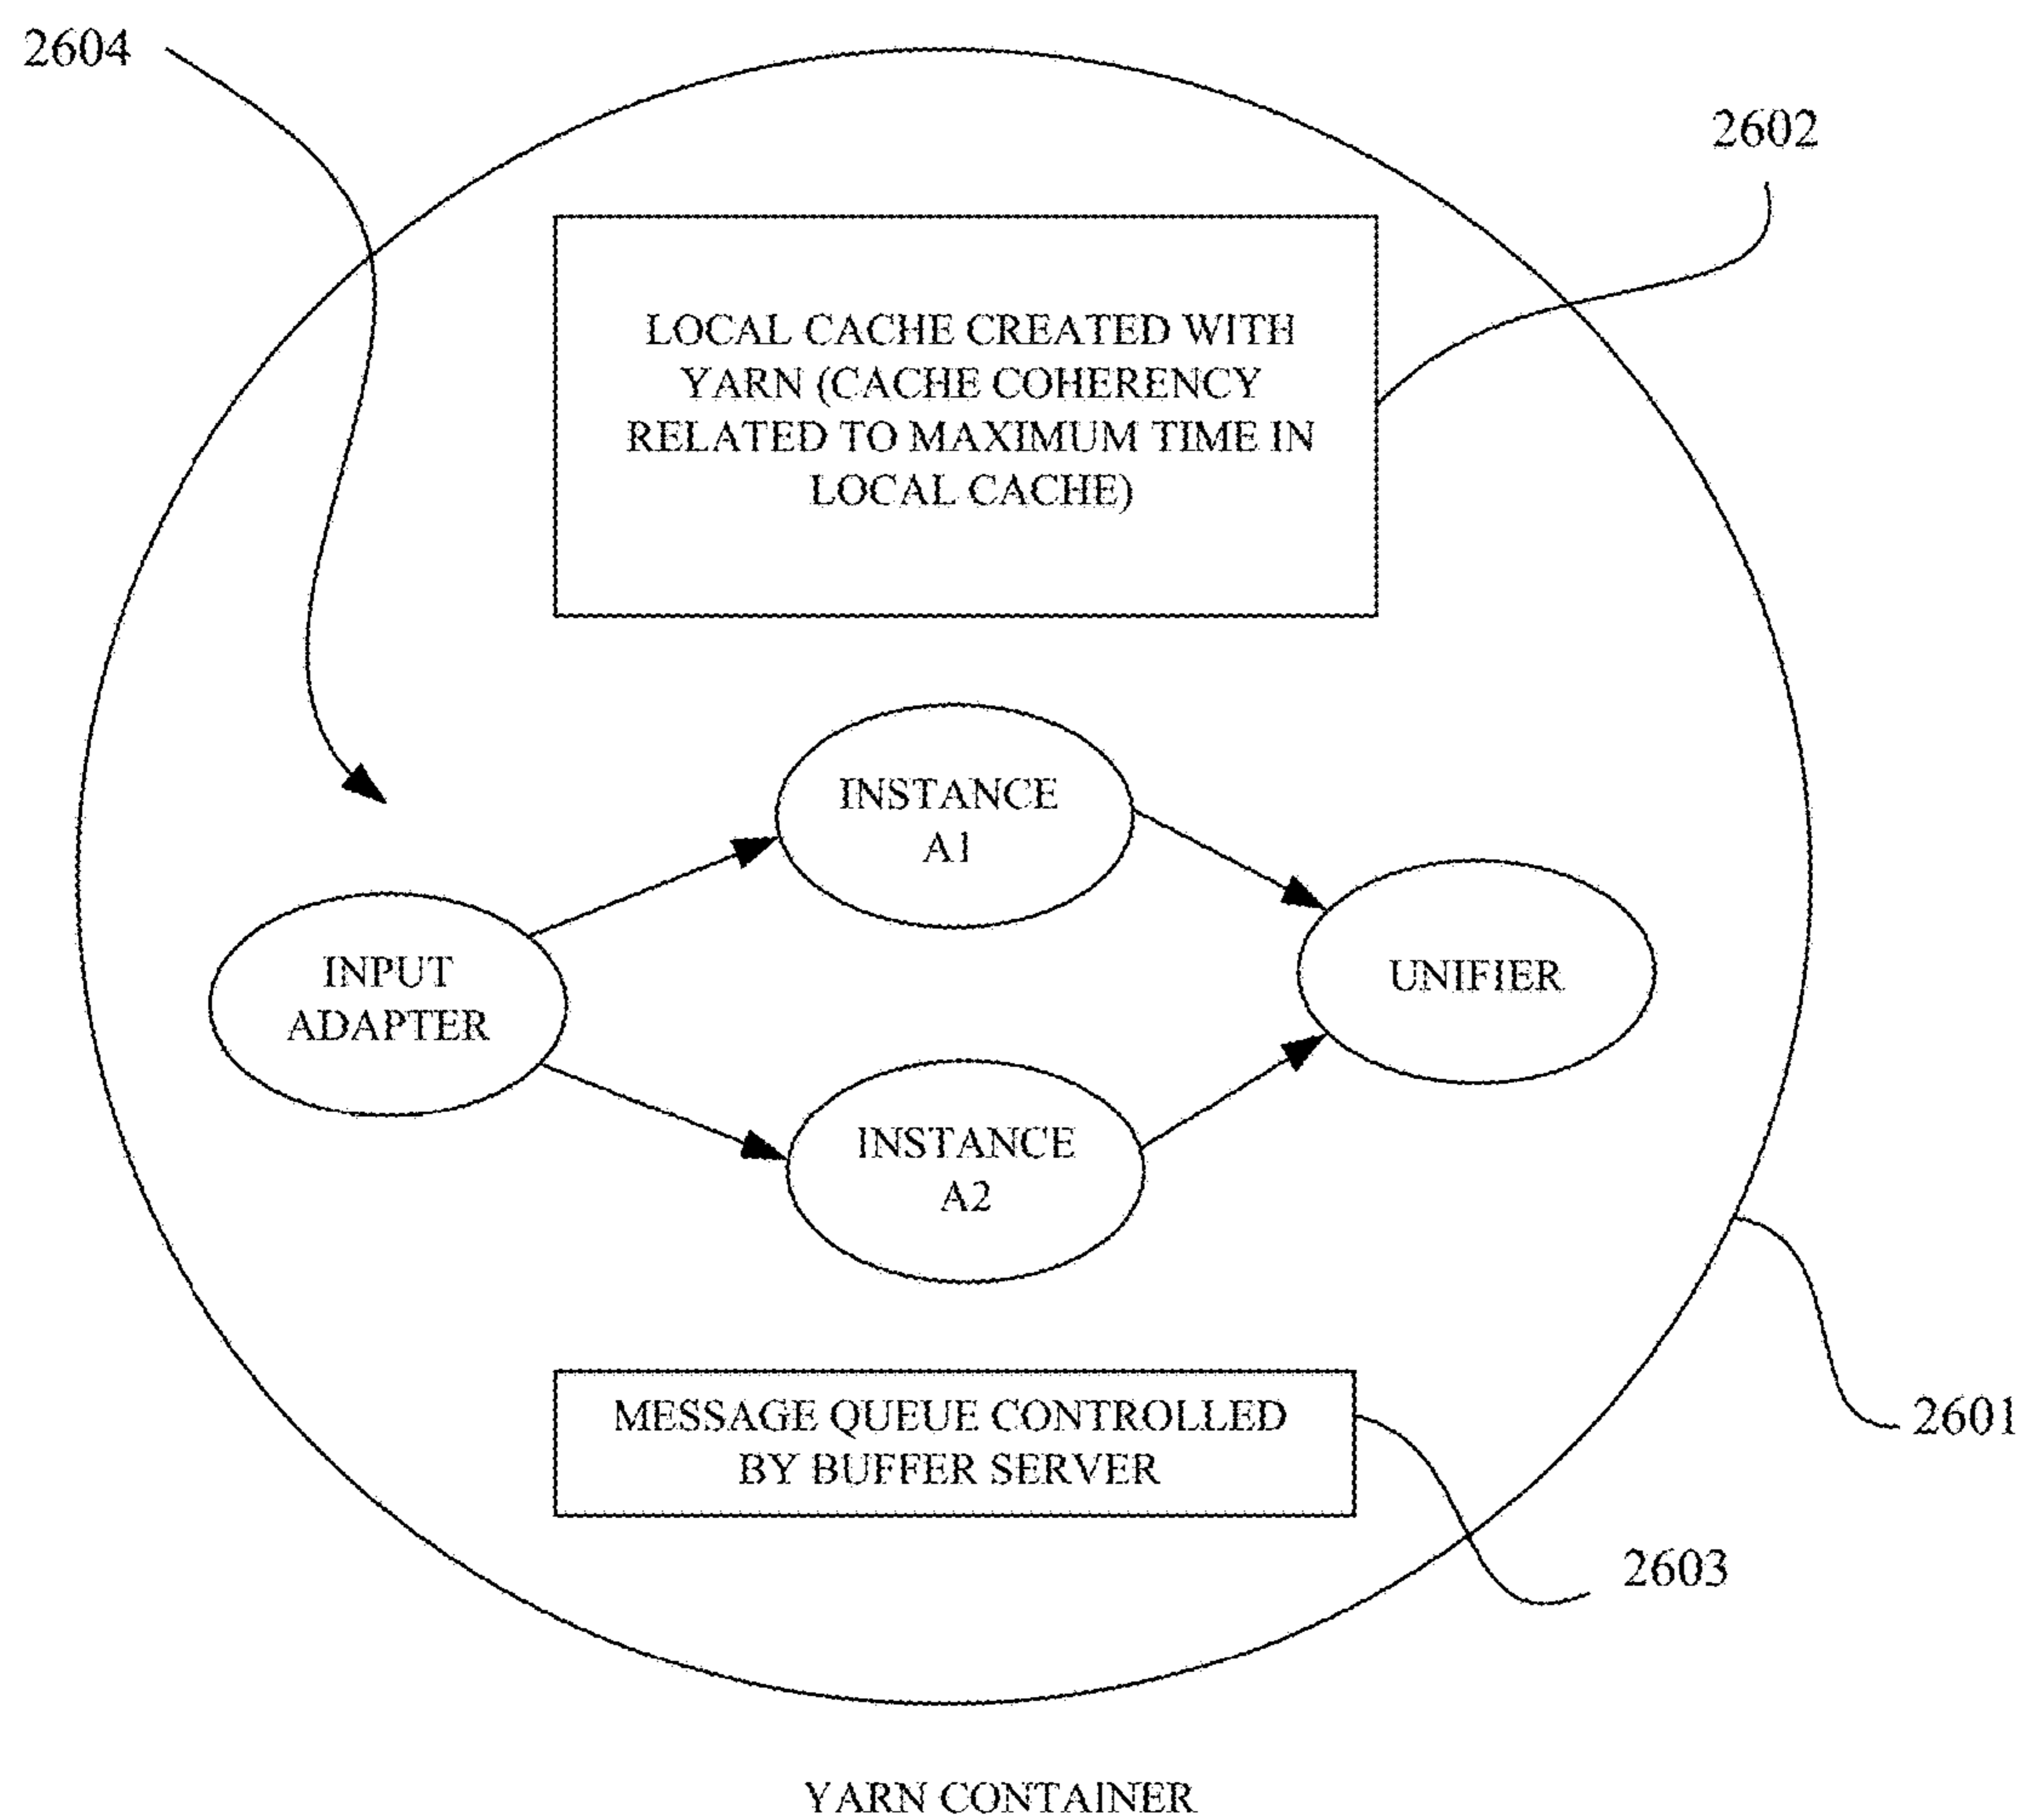 2604
2602
LOCAL CACHE CREATED WITH
YARN (CACHE COHERENCY
RELATED TO MAXIMUM TIME IN
LOCAL CACHE)
INSTANCE
A1
INPUT
ADAPTER
UNIFIER
INSTANCE
A2
MESSAGE QUEUE CONTROLLED
BY BUFFER SERVER
2601
2603
YARN CONTAINER